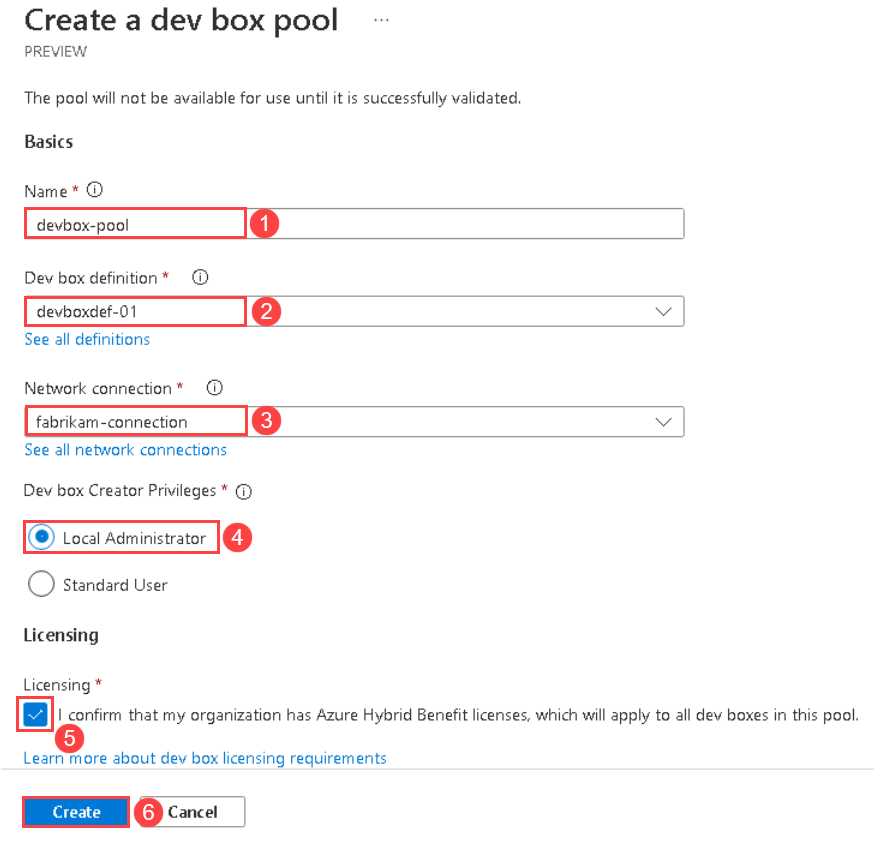 Create a dev box pool ...
PREVIEW
The pool will not be available for use until it is successfully validated.
Basics
Name *
devbox-pool 1
Dev box definition *
devboxdef-01 2
See all definitions
Network connection *
fabrikam-connection 3
See all network connections
Dev box Creator Privileges *
Local Administrator 4
Standard User
Licensing
Licensing *
I confirm that my organization has Azure Hybrid Benefit licenses, which will apply to all dev boxes in this pool.
5
Learn more about dev box licensing requirements
Create 6 Cancel